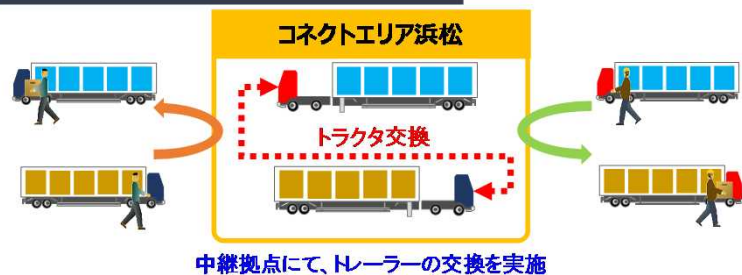 コネクトエリア浜松
トラクタ交換
中継拠点にて、トレーラーの交換を実施